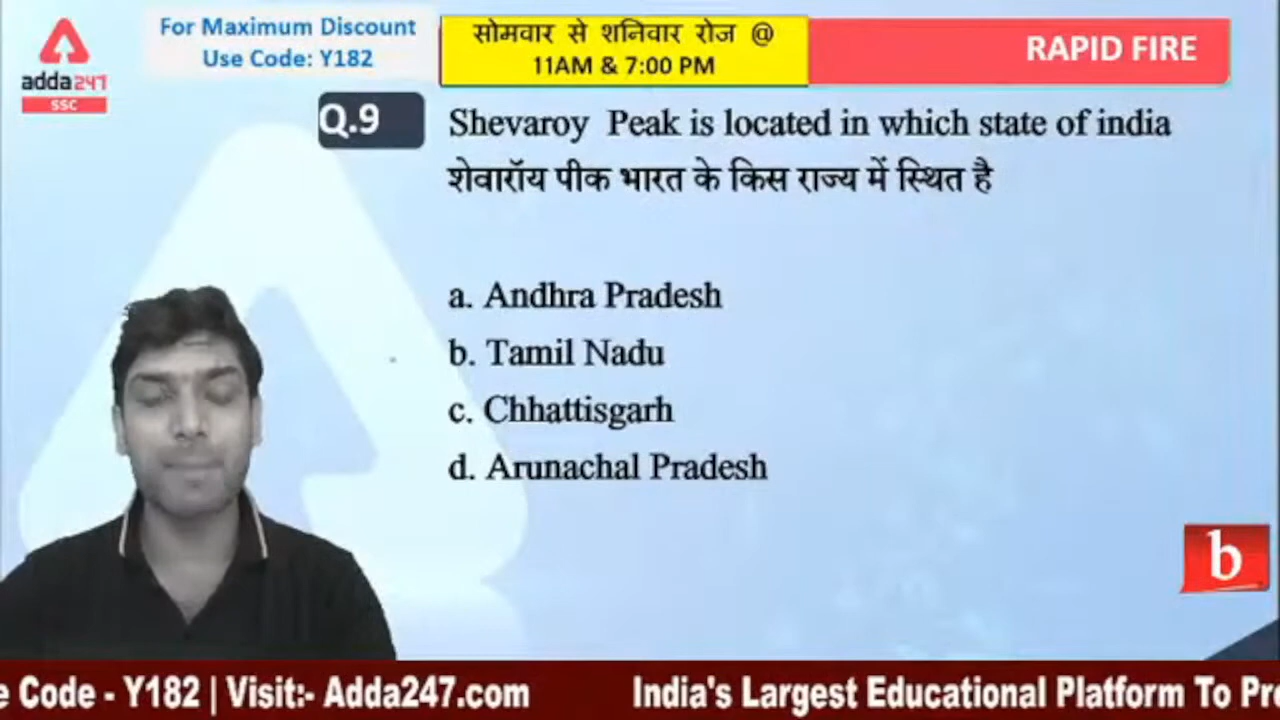 For Maximum Discount
Use Code: Y182
सोमवार से शनिवार रोज @
11AM & 7:00 PM
RAPID FIRE
adda247
SSC
Q.9
Shevaroy Peak is located in which state of india
शेवारॉय पीक भारत के किस राज्य में स्थित है
a. Andhra Pradesh
b. Tamil Nadu
c. Chhattisgarh
d. Arunachal Pradesh
b
e Code - Y182 | Visit:- Adda247.com India's Largest Educational Platform To Pre